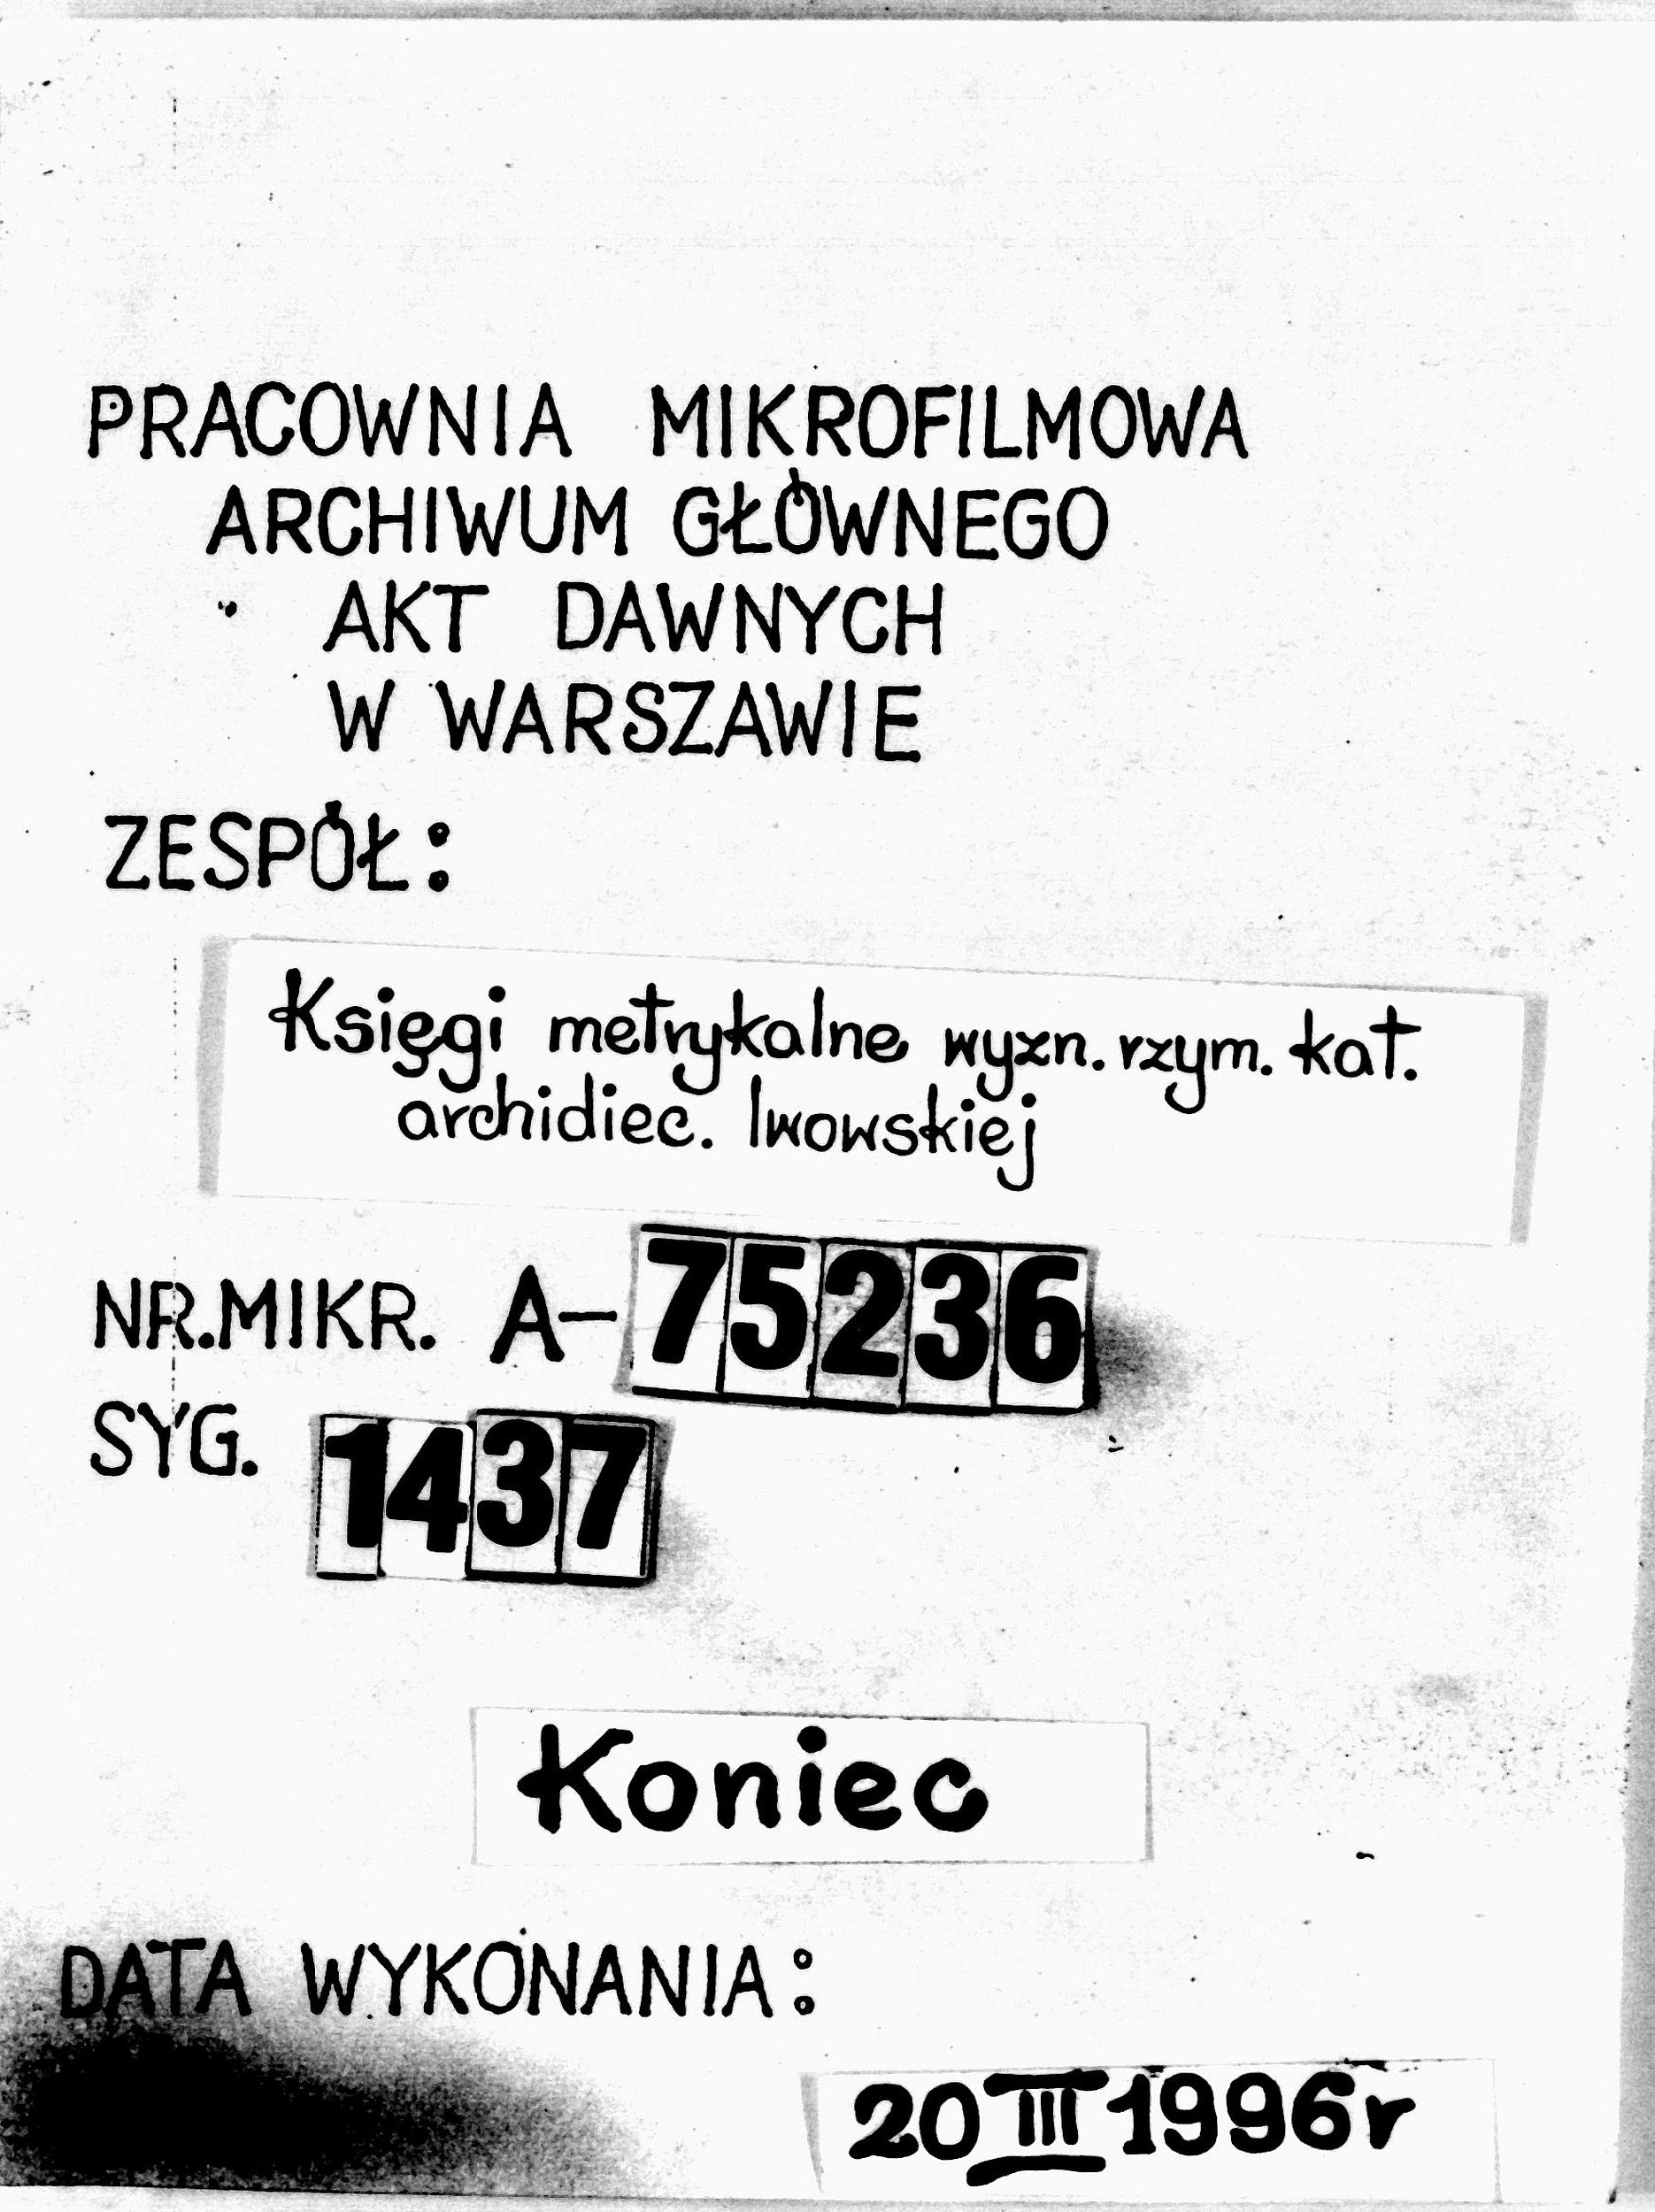 PRACOWNIA MIKROFILMOWA
ARCHIWUM GŁÓWNEGO
AKT DAWNYCH
W WARSZAWIE
ZESPÓŁ:
Księgi metrykalne wyzn. rzym. kat.
archidiec. lwowskiej
NR. MIKR. A-75236
SYG. 1437
Koniec
DATA WYKONANIA:
20 III 1996r